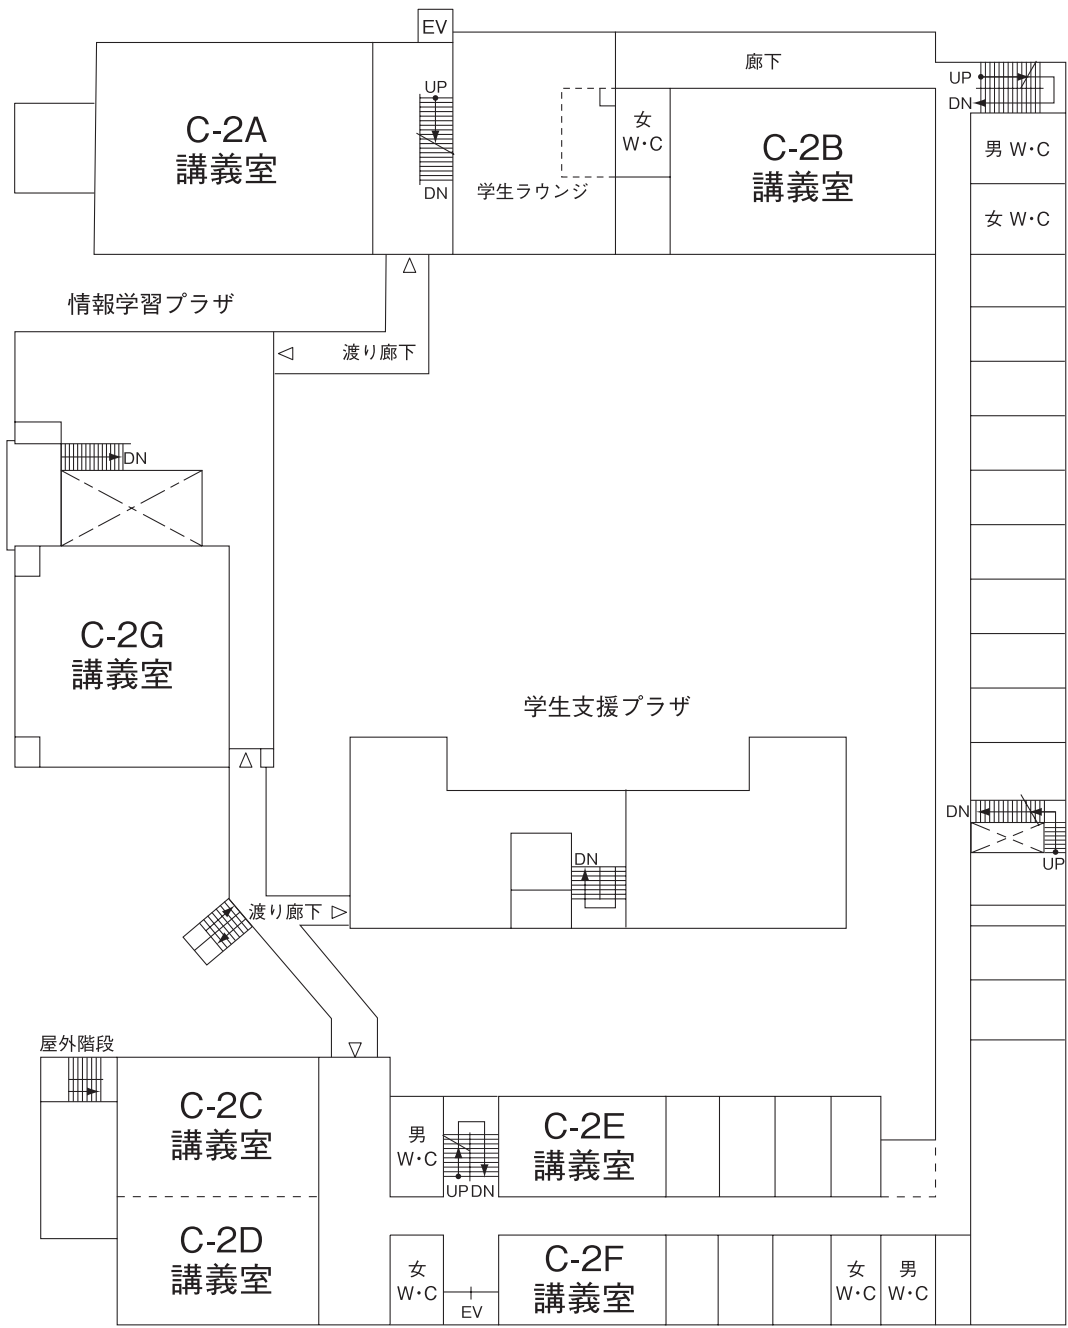 EV
廊下
UP
DN
C-2A
講義室
UP
DN
学生ラウンジ
女
W・C
C-2B
講義室
男 W・C
女 W・C
情報学習プラザ
渡り廊下
DN
C-2G
講義室
学生支援プラザ
DN
UP
DN
渡り廊下
屋外階段
C-2C
講義室
男
W・C
UP DN
C-2E
講義室
C-2D
講義室
女
W・C
EV
C-2F
講義室
女
W・C
男
W・C